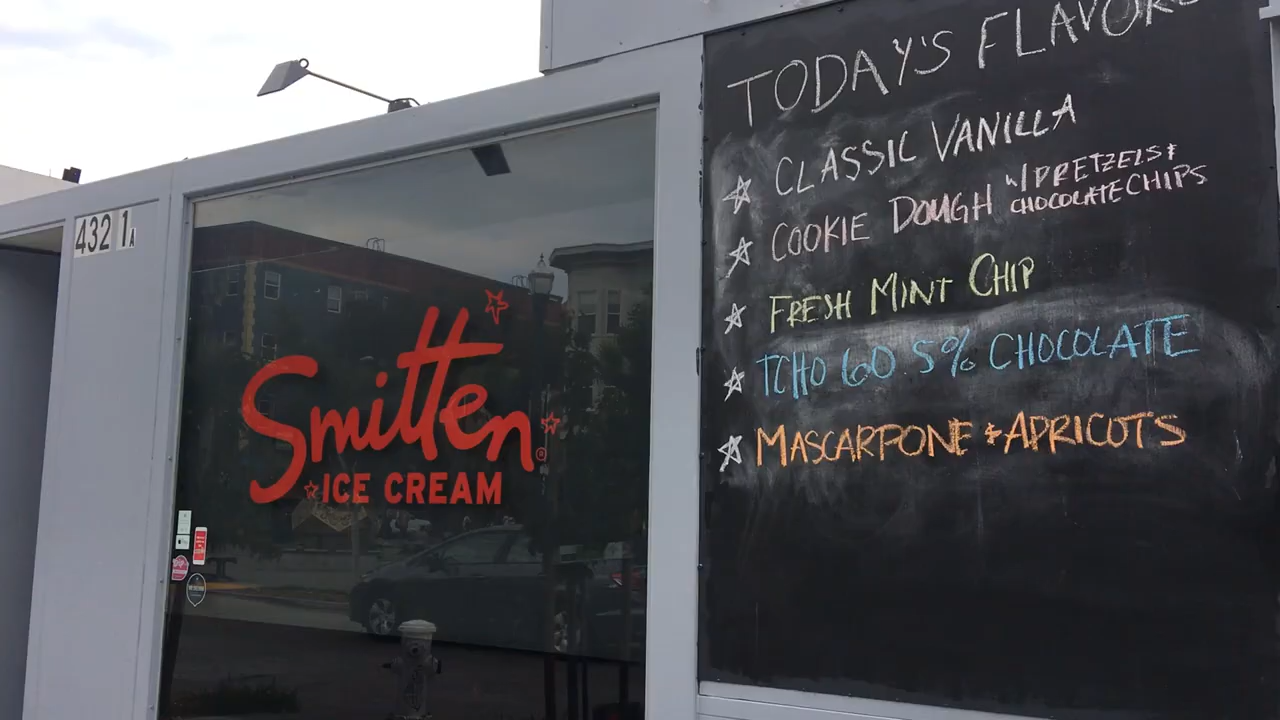 TODAY'S FLAVORS
CLASSIC VANILLA
COOKIE DOUGH W/ PRETZELS &
CHOCOLATE CHIPS
FRESH MINT CHIP
TCHO 60.5% CHOCOLATE
MASCARPONE & APRICOTS
432 1A
Smitten
ICE CREAM